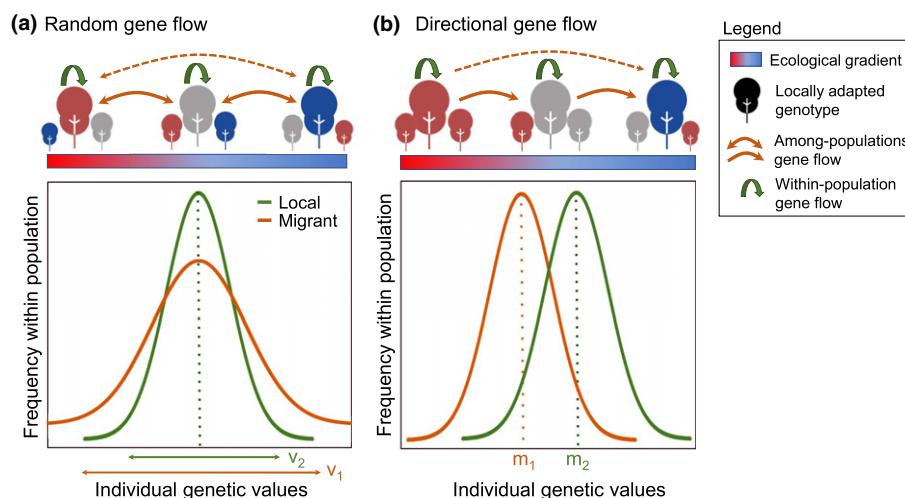 (a) Random gene flow
(b) Directional gene flow
Legend
Ecological gradient
Locally adapted
genotype
Among-populations
gene flow
Within-population
gene flow
Frequency within population
Local
Migrant
v2
v1
Individual genetic values
Frequency within population
m1
m2
Individual genetic values